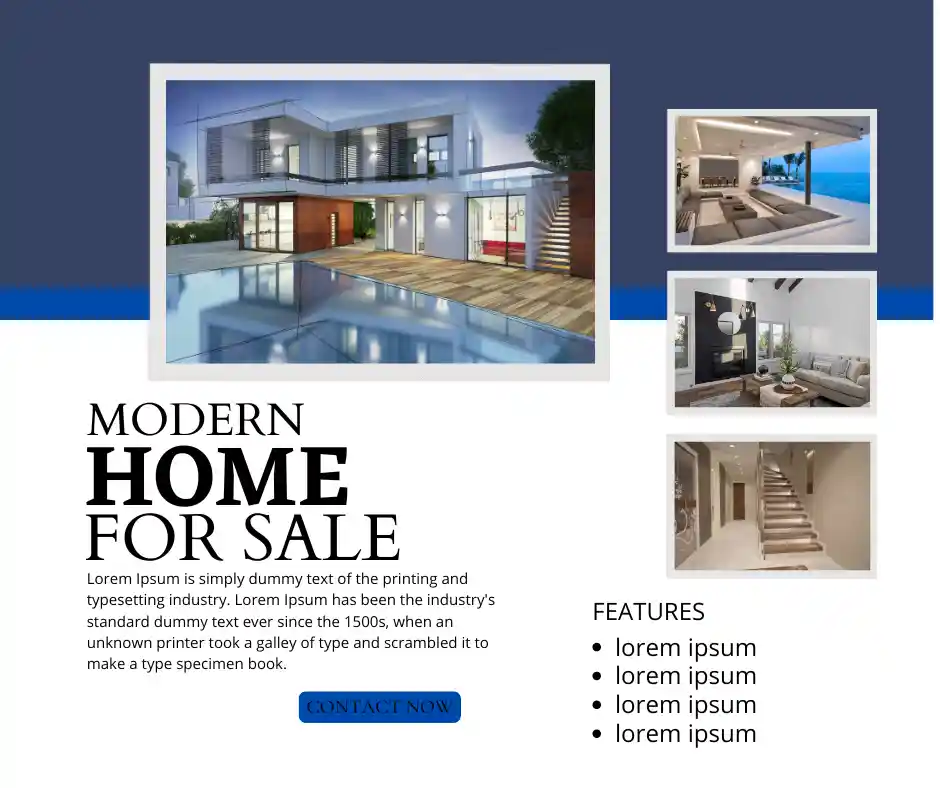 MODERN
HOME
FOR SALE
Lorem Ipsum is simply dummy text of the printing and
typesetting industry. Lorem Ipsum has been the industry's
standard dummy text ever since the 1500s, when an
unknown printer took a galley of type and scrambled it to
make a type specimen book.
CONTACT NOW
FEATURES
• lorem ipsum
• lorem ipsum
• lorem ipsum
• lorem ipsum